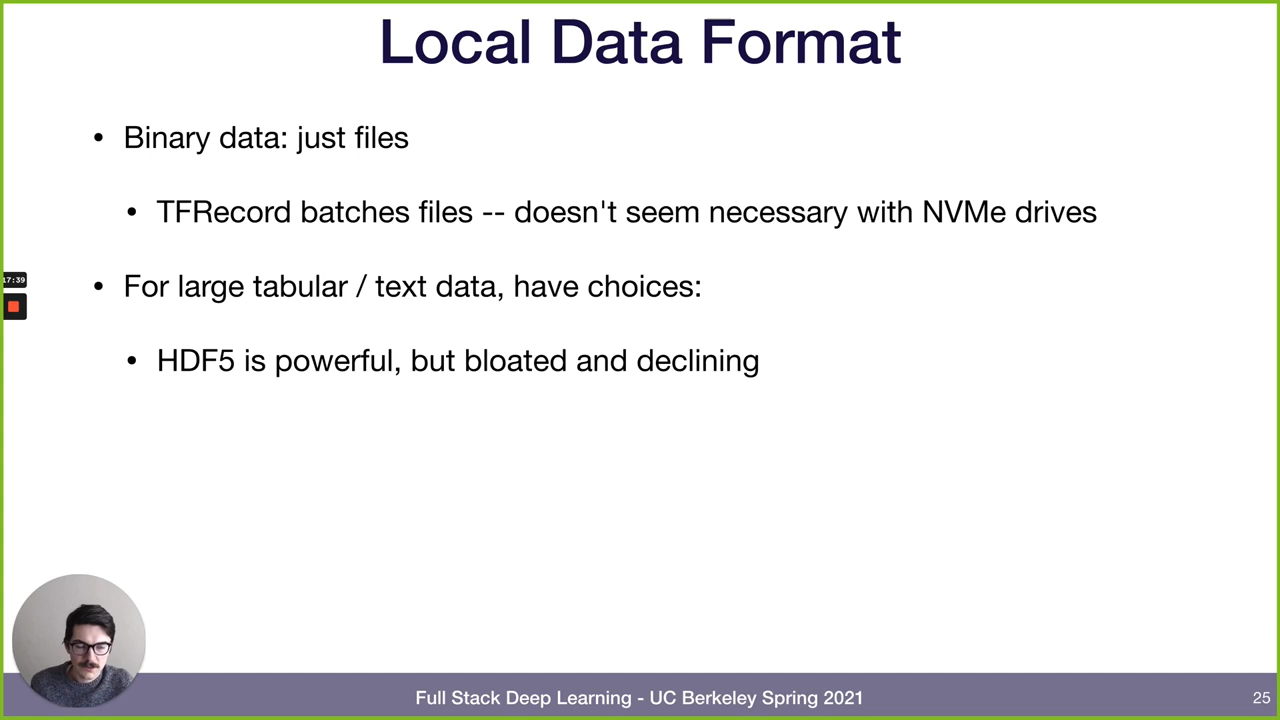 Local Data Format
• Binary data: just files
• TFRecord batches files -- doesn't seem necessary with NVMe drives
17:39
• For large tabular / text data, have choices:
• HDF5 is powerful, but bloated and declining
Full Stack Deep Learning - UC Berkeley Spring 2021
25